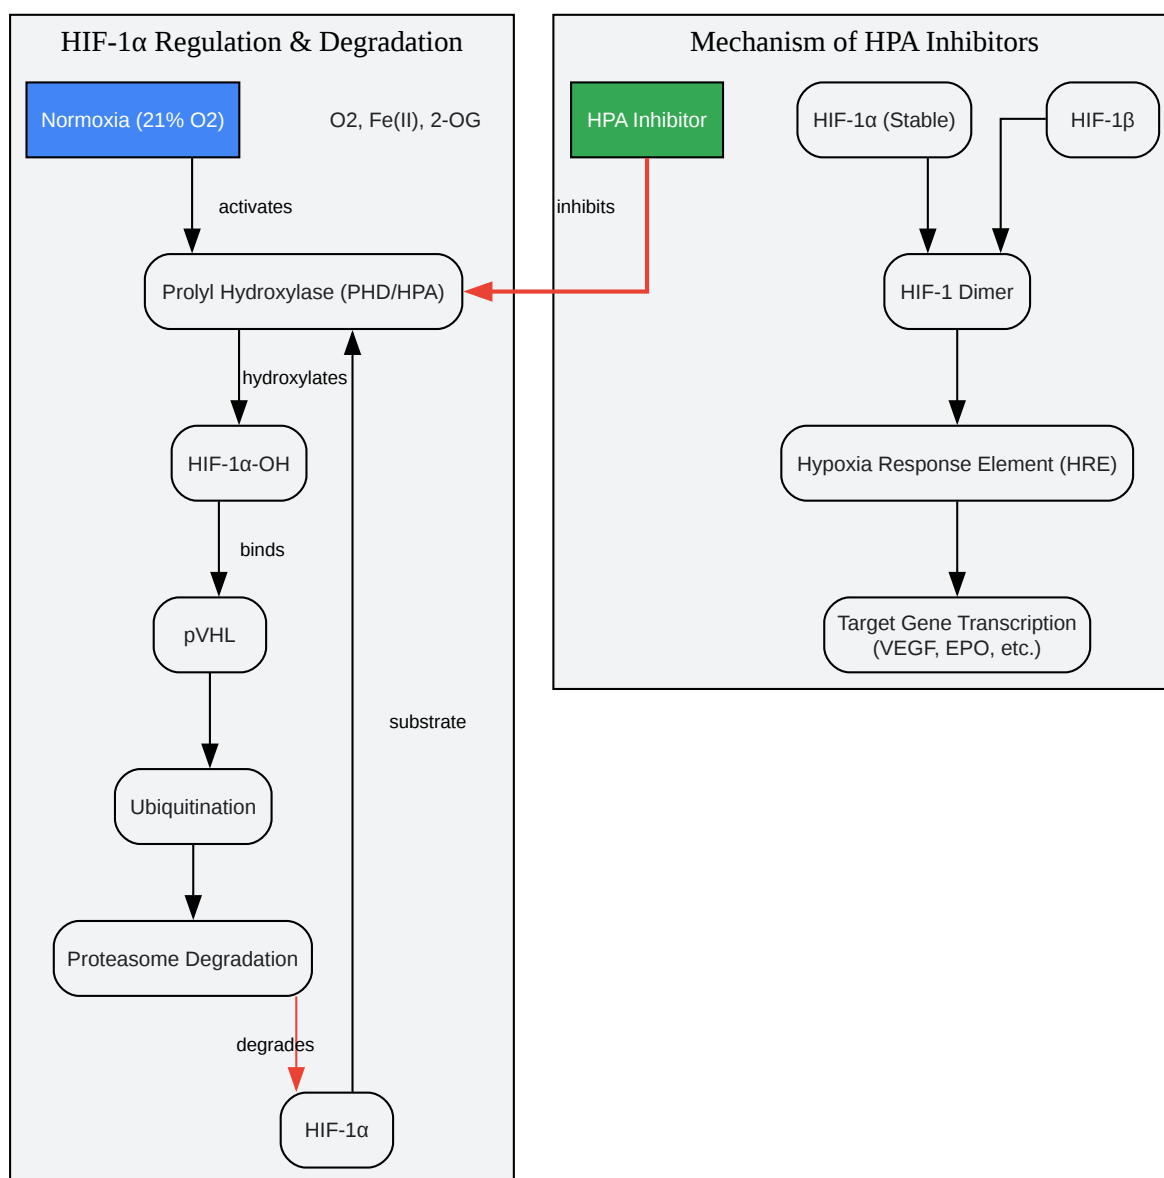 HIF-1α Regulation & Degradation
Normoxia (21% O2)
O2, Fe(II), 2-OG
activates
Prolyl Hydroxylase (PHD/HPA)
hydroxylates
HIF-1α-OH
binds
pVHL
substrate
Ubiquitination
Proteasome Degradation
degrades
HIF-1α
Mechanism of HPA Inhibitors
HPA Inhibitor
HIF-1α (Stable)
HIF-1β
inhibits
HIF-1 Dimer
Hypoxia Response Element (HRE)
Target Gene Transcription
(VEGF, EPO, etc.)